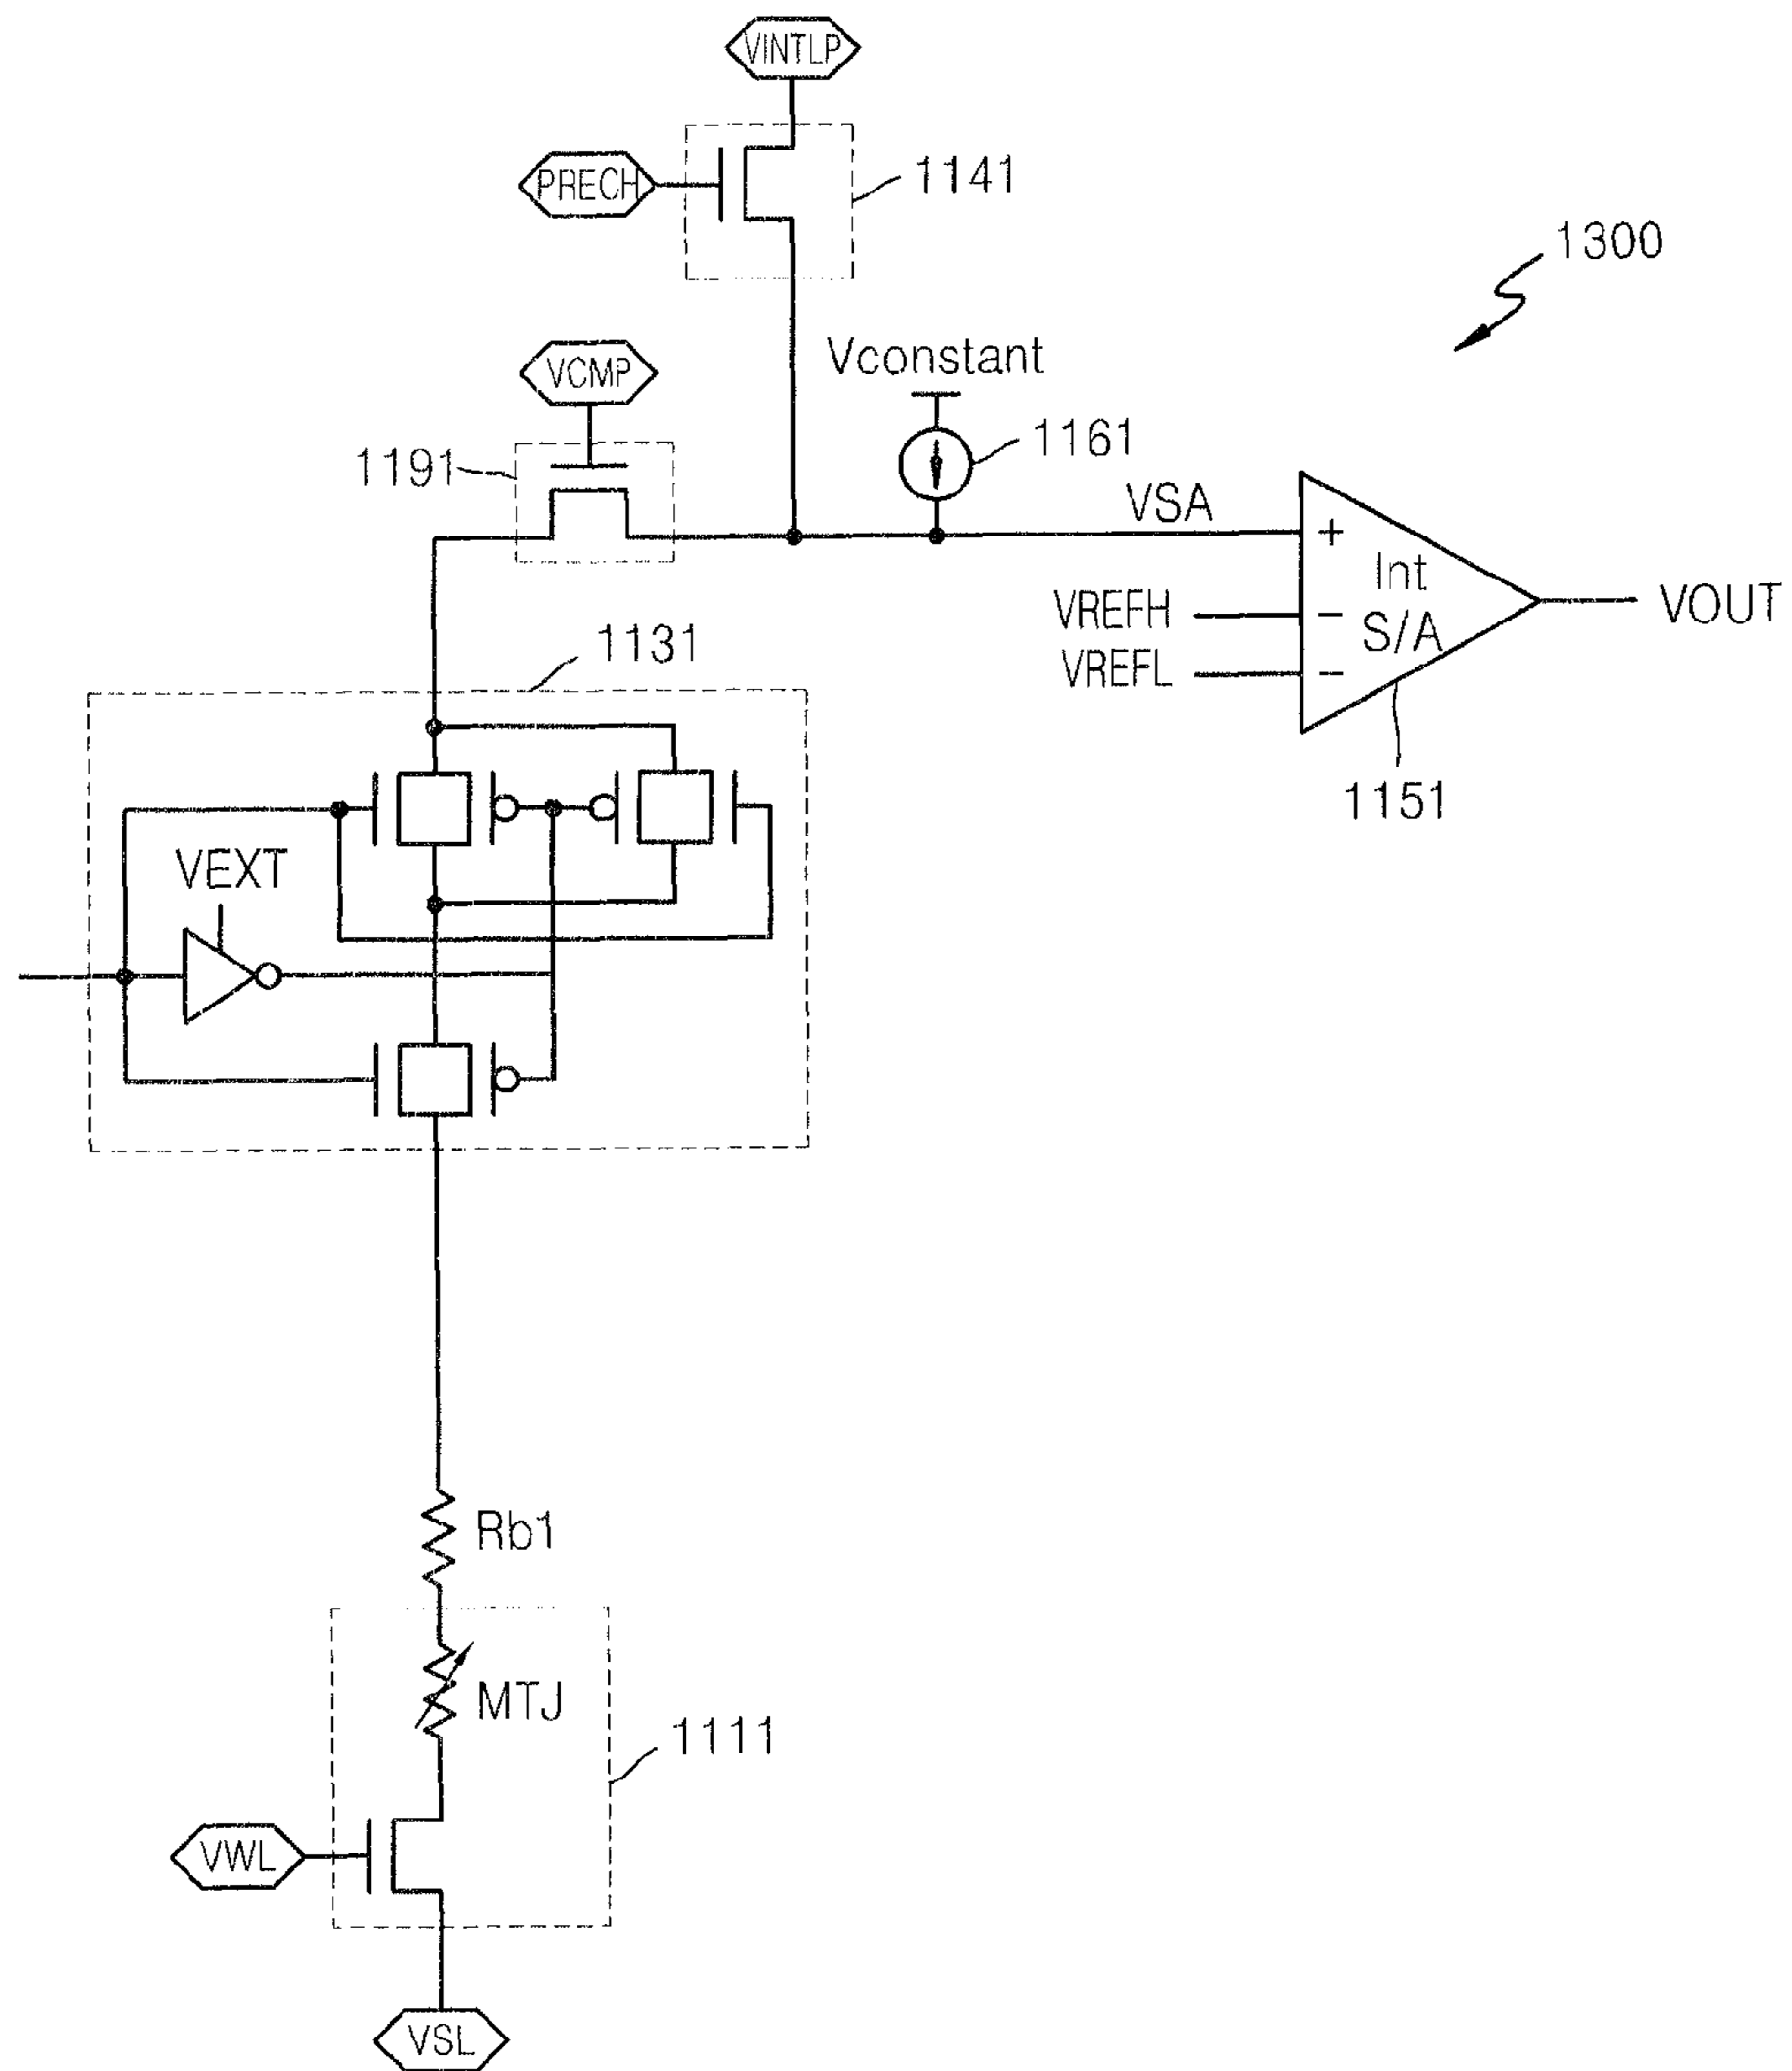 VINTLP
PRECH
1141
1300
VCMP
Vconstant
1191
1161
VSA
+
Int
S/A
VREFH
-
VREFL
-
VOUT
1131
1151
VEXT
Rb1
MTJ
1111
VWL
VSL